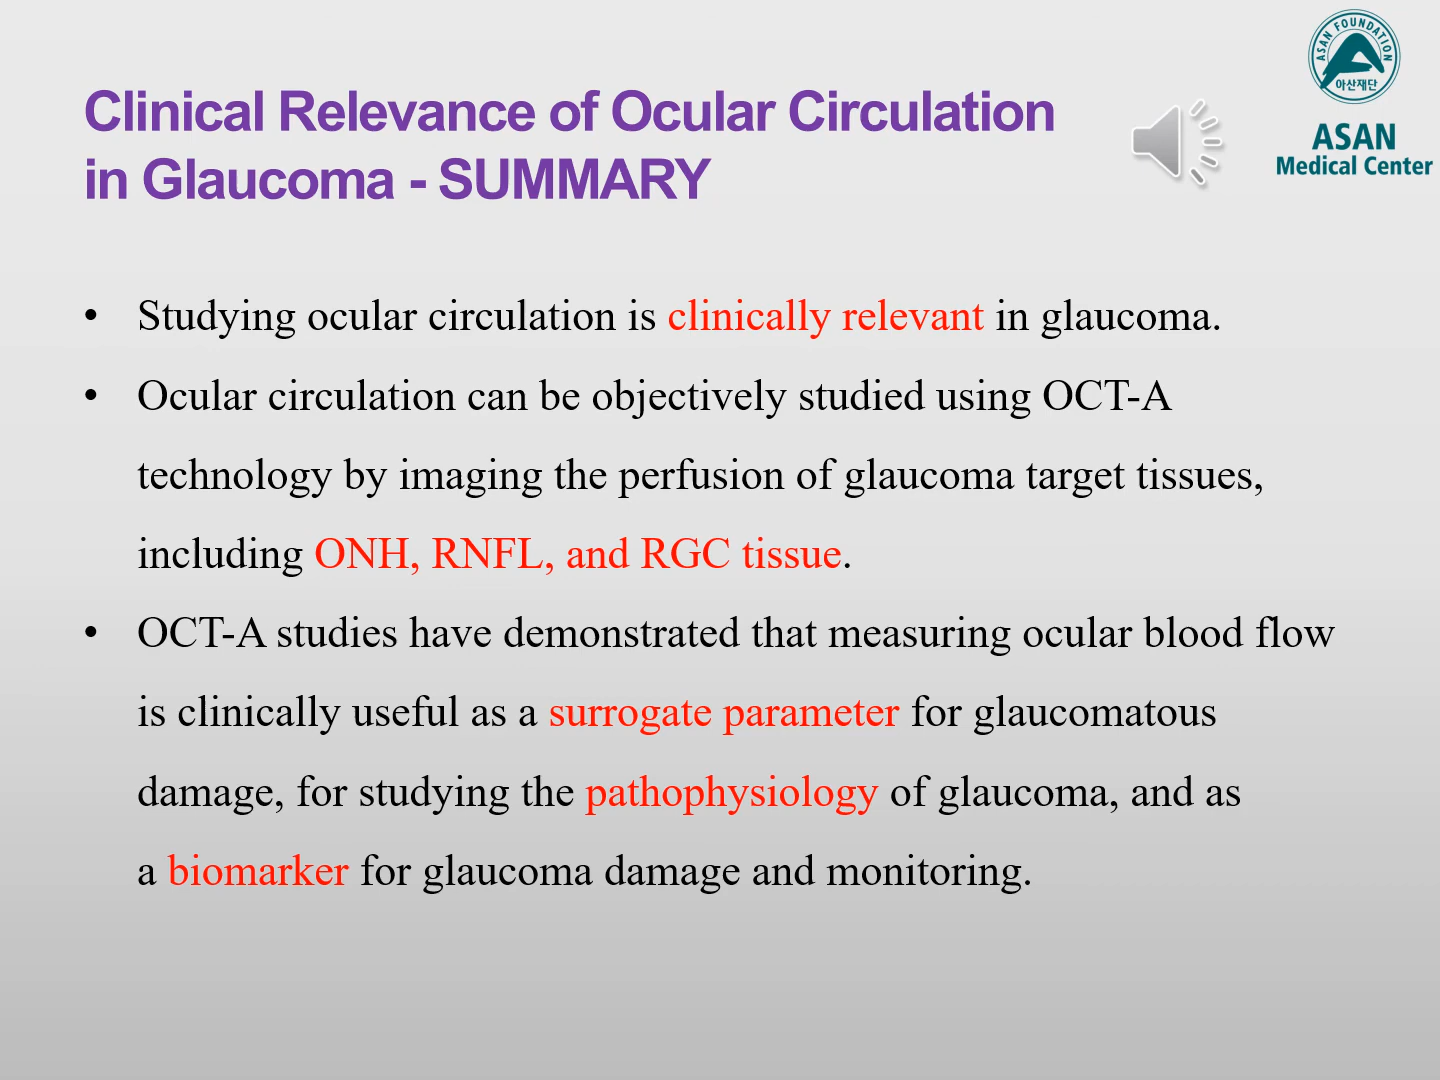 Clinical Relevance of Ocular Circulation
in Glaucoma - SUMMARY
ASAN FOUNDATION
아산재단
ASAN
Medical Center
• Studying ocular circulation is clinically relevant in glaucoma.
• Ocular circulation can be objectively studied using OCT-A
technology by imaging the perfusion of glaucoma target tissues,
including ONH, RNFL, and RGC tissue.
• OCT-A studies have demonstrated that measuring ocular blood flow
is clinically useful as a surrogate parameter for glaucomatous
damage, for studying the pathophysiology of glaucoma, and as
a biomarker for glaucoma damage and monitoring.